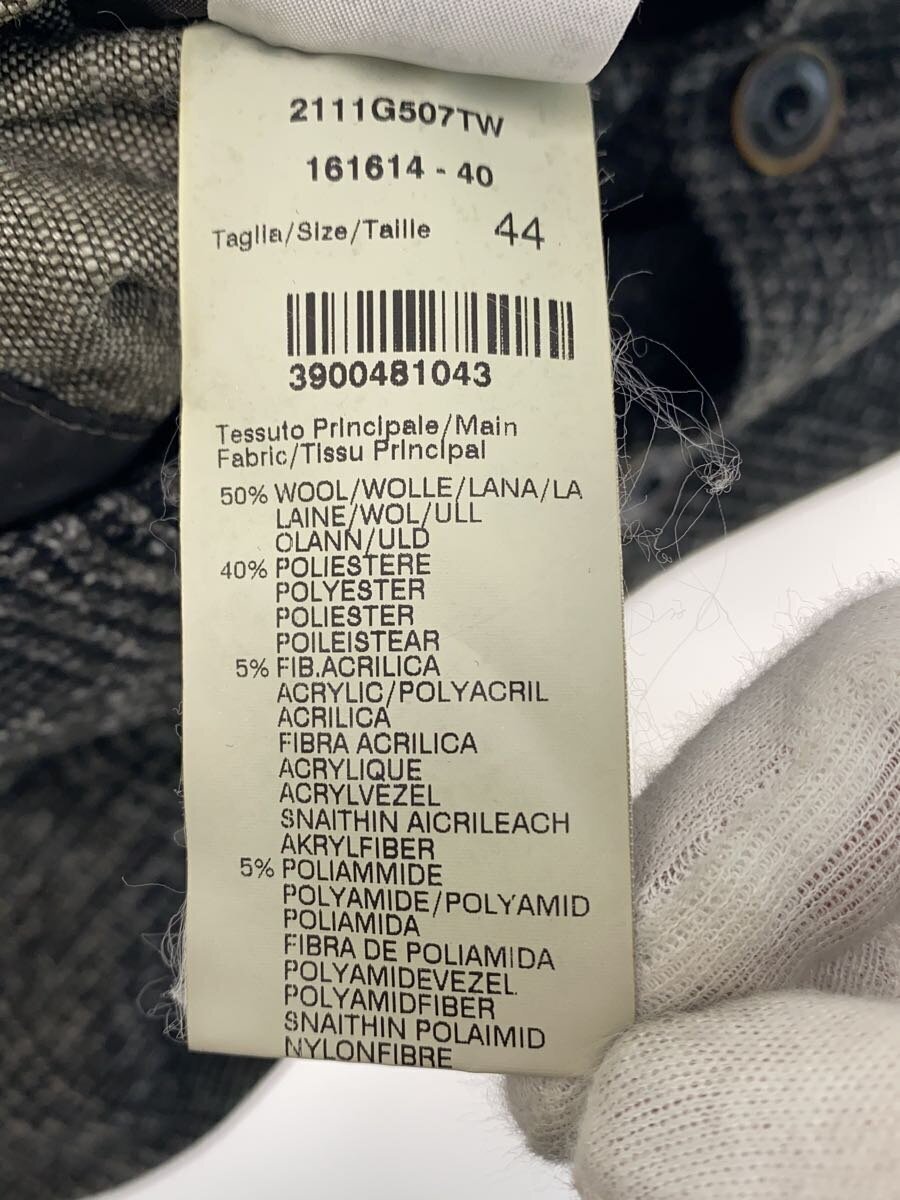 2111G507TW
161614 - 40
Taglia/Size/Taille 44
3900481043
Tessuto Principale/Main
Fabric/Tissu Principal
50% WOOL/WOLLE/LANA/LA
LAINE/WOL/ULL
OLANN/ULD
40% POLIESTERE
POLYESTER
POLIESTER
POILEISTEAR
5% FIB.ACRILICA
ACRYLIC/POLYACRIL
ACRILICA
FIBRA ACRILICA
ACRYLIQUE
ACRYLVEZEL
SNAITHIN AICRILEACH
AKRYLFIBER
5% POLIAMMIDE
POLYAMIDE/POLYAMID
POLIAMIDA
FIBRA DE POLIAMIDA
POLYAMIDEVEZEL
POLYAMIDFIBER
SNAITHIN POLAIMID
NYLONFIBRE